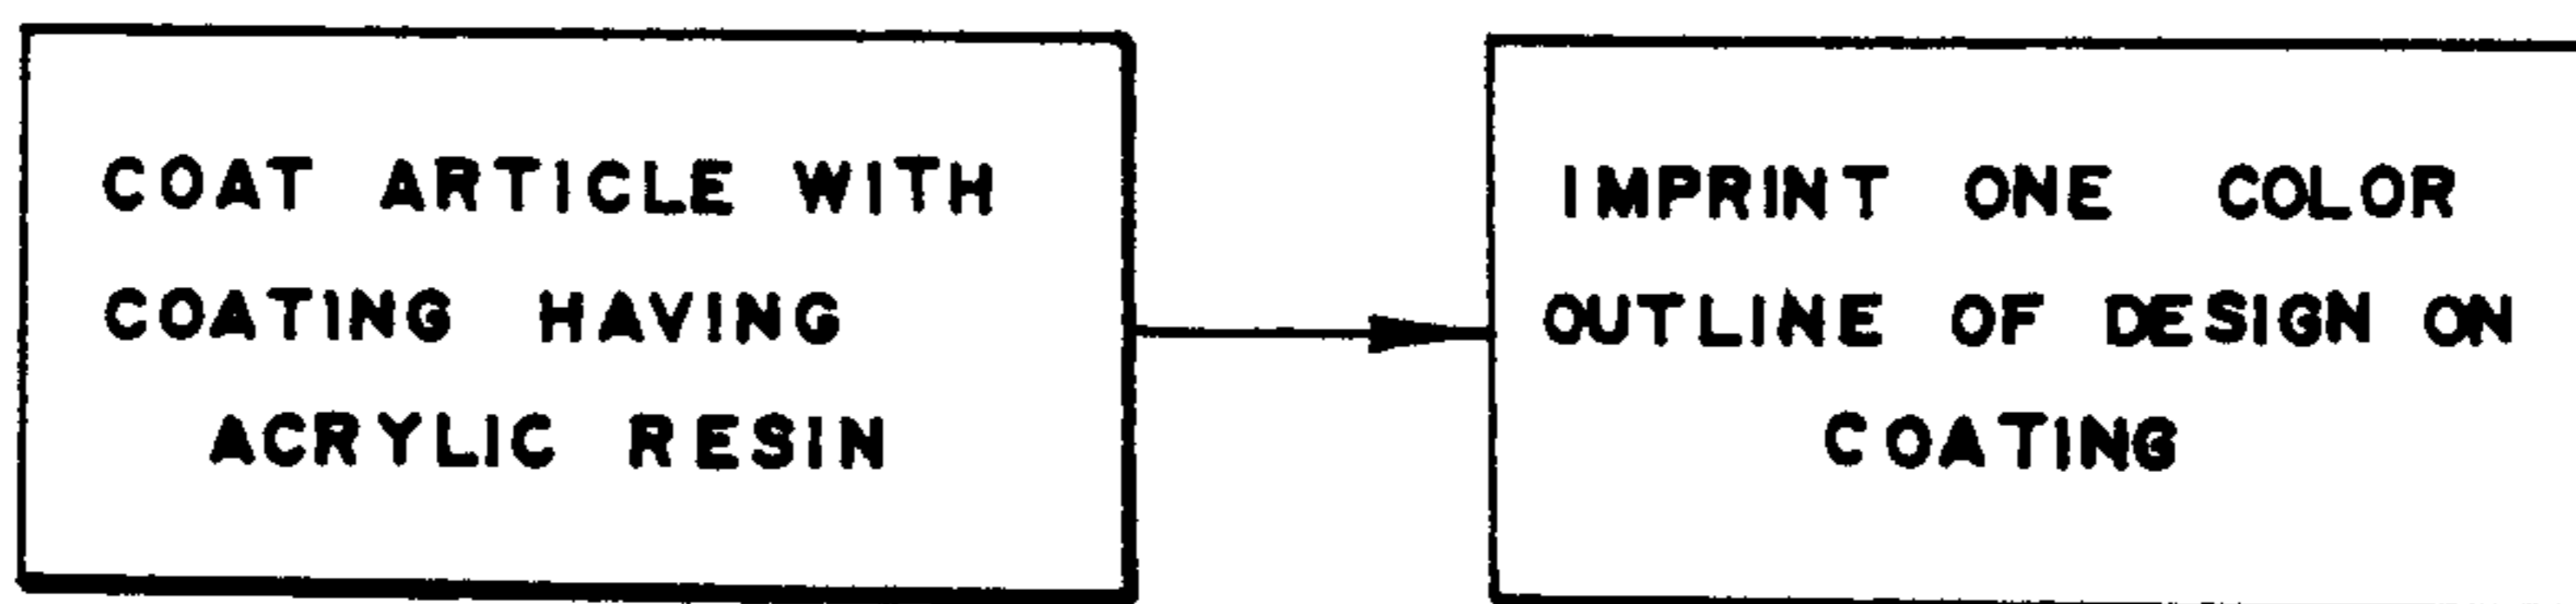 COAT ARTICLE WITH
COATING HAVING
ACRYLIC RESIN
IMPRINT ONE COLOR
OUTLINE OF DESIGN ON
COATING